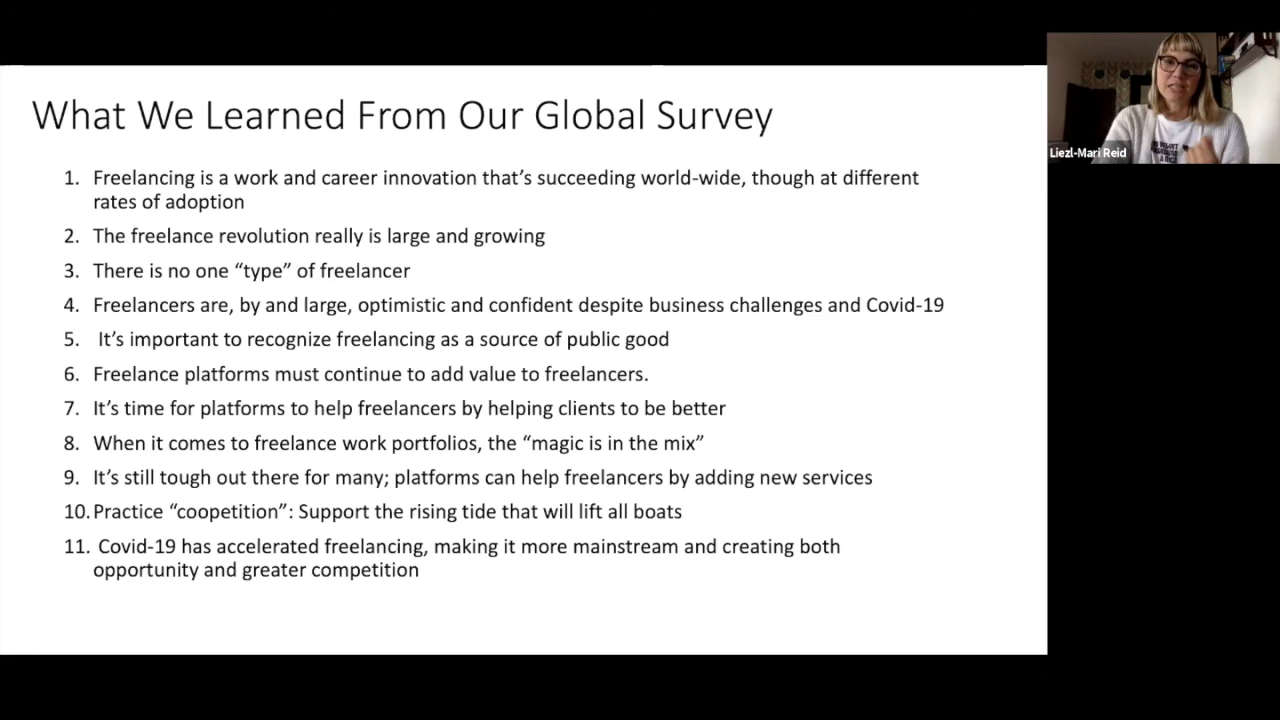 What We Learned From Our Global Survey
1. Freelancing is a work and career innovation that’s succeeding world-wide, though at different
rates of adoption
2. The freelance revolution really is large and growing
3. There is no one “type” of freelancer
4. Freelancers are, by and large, optimistic and confident despite business challenges and Covid-19
5. It’s important to recognize freelancing as a source of public good
6. Freelance platforms must continue to add value to freelancers.
7. It’s time for platforms to help freelancers by helping clients to be better
8. When it comes to freelance work portfolios, the “magic is in the mix”
9. It’s still tough out there for many; platforms can help freelancers by adding new services
10. Practice “coopetition”: Support the rising tide that will lift all boats
11. Covid-19 has accelerated freelancing, making it more mainstream and creating both
opportunity and greater competition
Liezl-Mari Reid